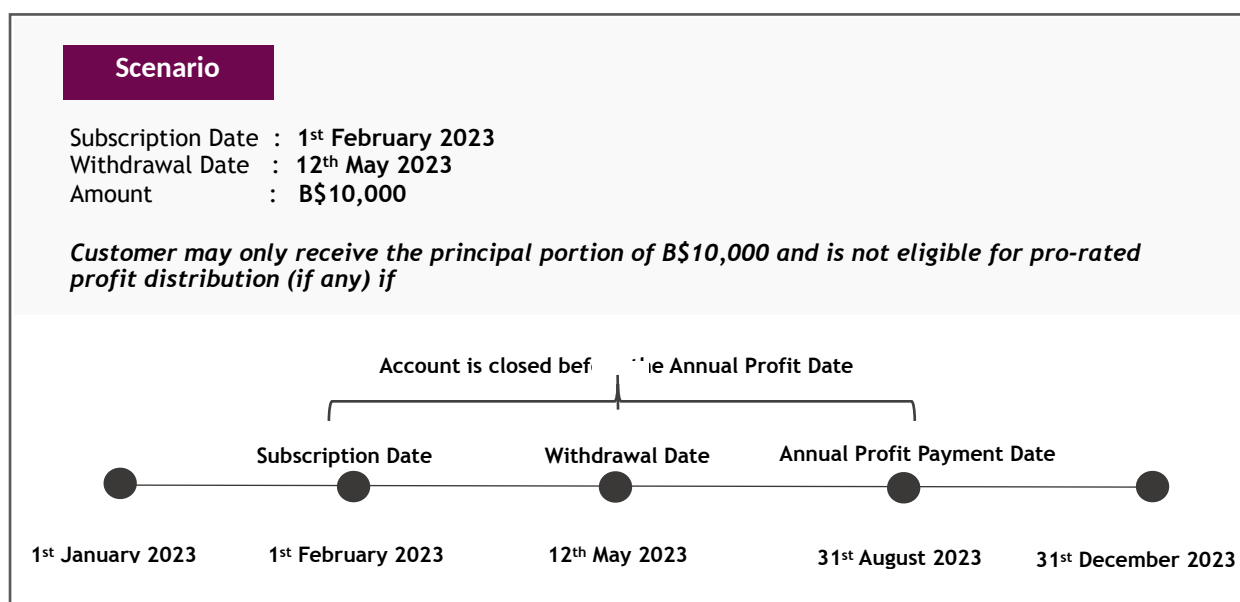 Scenario
Subscription Date : 1st February 2023
Withdrawal Date : 12th May 2023
Amount : B$10,000
Customer may only receive the principal portion of B$10,000 and is not eligible for pro-rated
profit distribution (if any) if
Account is closed the Annual Profit Date
Subscription Date Withdrawal Date Annual Profit Payment Date
1st January 2023 1st February 2023 12th May 2023 31st August 2023 31st December 2023